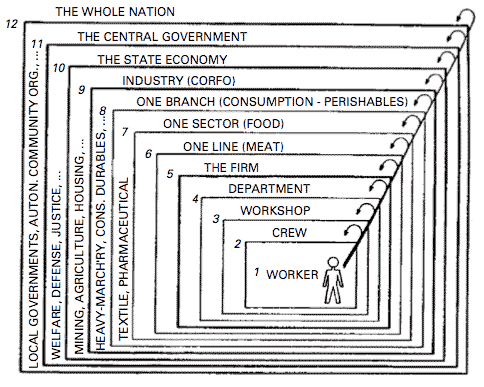 12 THE WHOLE NATION
11 THE CENTRAL GOVERNMENT
10 THE STATE ECONOMY
9 INDUSTRY (CORFO)
8 ONE BRANCH (CONSUMPTION - PERISHABLES)
7 ONE SECTOR (FOOD)
6 ONE LINE (MEAT)
5 THE FIRM
4 DEPARTMENT
3 WORKSHOP
2 CREW
1 WORKER
LOCAL GOVERNMENTS, AUTON. COMMUNITY ORG., ...
WELFARE, DEFENSE, JUSTICE, ...
MINING, AGRICULTURE, HOUSING, ...
HEAVY-MARCH'RY, CONS. DURABLES, ...
TEXTILE, PHARMACEUTICAL